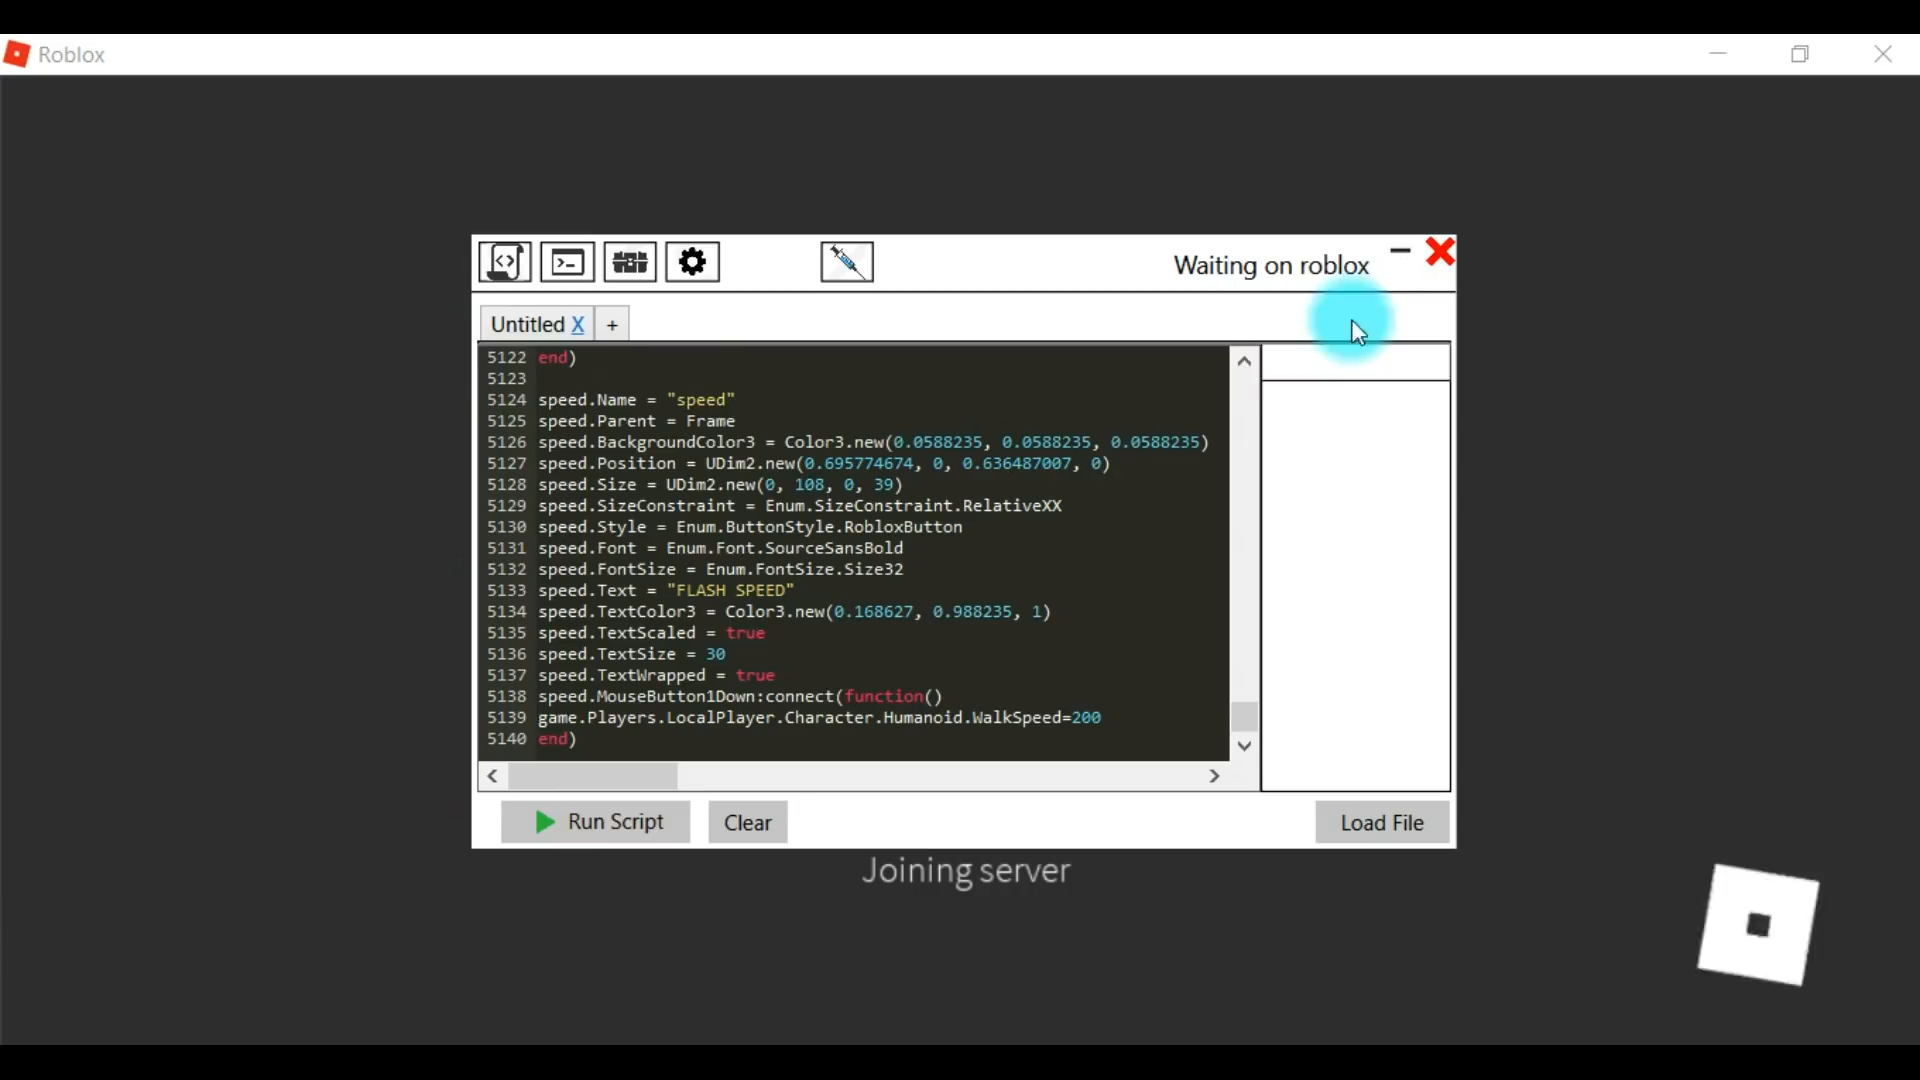 Roblox
Waiting on roblox
Untitled X +
5122 end)
5123
5124 speed.Name = "speed"
5125 speed.Parent = Frame
5126 speed.BackgroundColor3 = Color3.new(0.0588235, 0.0588235, 0.0588235)
5127 speed.Position = UDim2.new(0.695774674, 0, 0.636487007, 0)
5128 speed.Size = UDim2.new(0, 108, 0, 39)
5129 speed.SizeConstraint = Enum.SizeConstraint.RelativeXX
5130 speed.Style = Enum.ButtonStyle.RobloxButton
5131 speed.Font = Enum.Font.SourceSansBold
5132 speed.FontSize = Enum.FontSize.Size32
5133 speed.Text = "FLASH SPEED"
5134 speed.TextColor3 = Color3.new(0.168627, 0.988235, 1)
5135 speed.TextScaled = true
5136 speed.TextSize = 30
5137 speed.TextWrapped = true
5138 speed.MouseButton1Down:connect(function()
5139 game.Players.LocalPlayer.Character.Humanoid.WalkSpeed=200
5140 end)
Run Script Clear Load File
Joining server